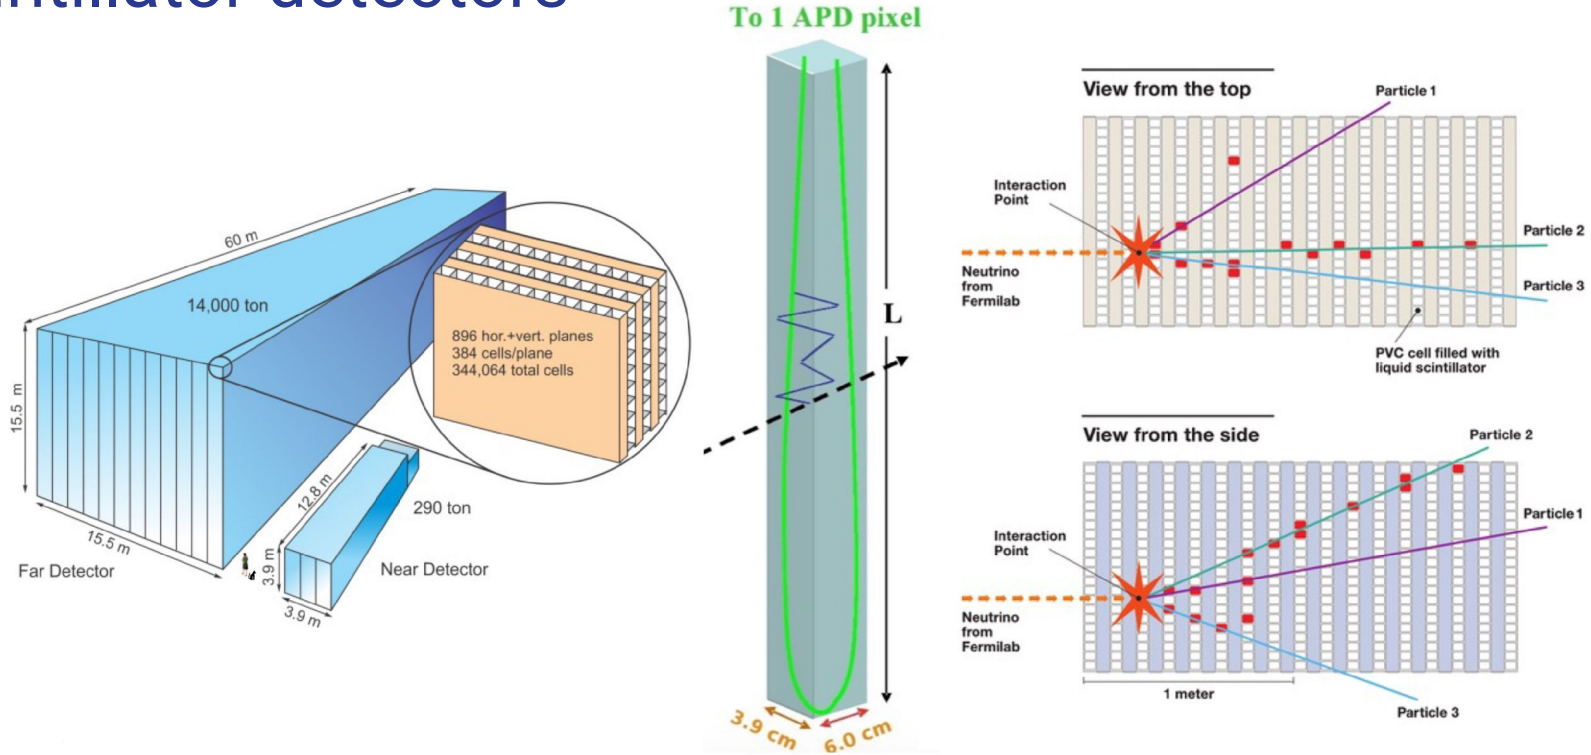 ntillator detectors
60 m
14,000 ton
15.5 m
15.5 m
Far Detector
896 hor.+vert. planes
384 cells/plane
344,064 total cells
12.8 m
290 ton
3.9 m
3.9 m
Near Detector
To 1 APD pixel
L
3.9 cm
6.0 cm
View from the top
Particle 1
Interaction
Point
Particle 2
Neutrino
from
Fermilab
Particle 3
PVC cell filled with
liquid scintillator
View from the side
Particle 2
Particle 1
Interaction
Point
Neutrino
from
Fermilab
1 meter
Particle 3